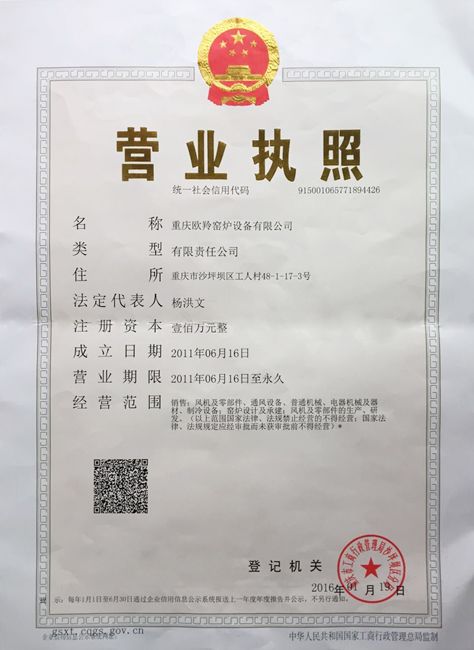 营业执照
统一社会信用代码 915001065771894426
名称 重庆欧羚窑炉设备有限公司
类型 有限责任公司
住所 重庆市沙坪坝区工人村48-1-17-3号
法定代表人 杨洪文
注册资本 壹佰万元整
成立日期 2011年06月16日
营业期限 2011年06月16日至永久
经营范围 销售：风机及零部件、通风设备、普通机械、电器机械及器
材、制冷设备；窑炉设计及承建；风机及零部件的生产、研
发。（以上范围国家法律、法规禁止经营的不得经营；国家法
律、法规规定应经审批而未获审批前不得经营）*
登记机关
2016年01月19日
提示：每年1月1日至6月30日通过企业信用信息公示系统报送上一年度年度报告并公示，不另行通知。
gsxt.cqgs.gov.cn
中华人民共和国国家工商行政管理总局监制